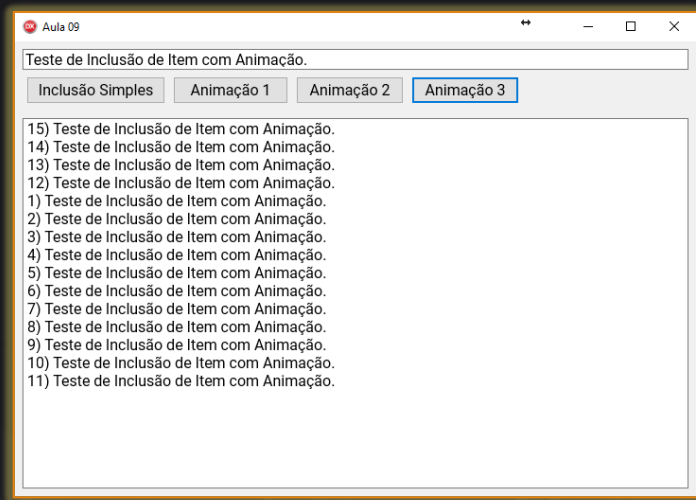 DX Aula 09
Teste de Inclusão de Item com Animação.
Inclusão Simples Animação 1 Animação 2 Animação 3
15) Teste de Inclusão de Item com Animação.
14) Teste de Inclusão de Item com Animação.
13) Teste de Inclusão de Item com Animação.
12) Teste de Inclusão de Item com Animação.
1) Teste de Inclusão de Item com Animação.
2) Teste de Inclusão de Item com Animação.
3) Teste de Inclusão de Item com Animação.
4) Teste de Inclusão de Item com Animação.
5) Teste de Inclusão de Item com Animação.
6) Teste de Inclusão de Item com Animação.
7) Teste de Inclusão de Item com Animação.
8) Teste de Inclusão de Item com Animação.
9) Teste de Inclusão de Item com Animação.
10) Teste de Inclusão de Item com Animação.
11) Teste de Inclusão de Item com Animação.